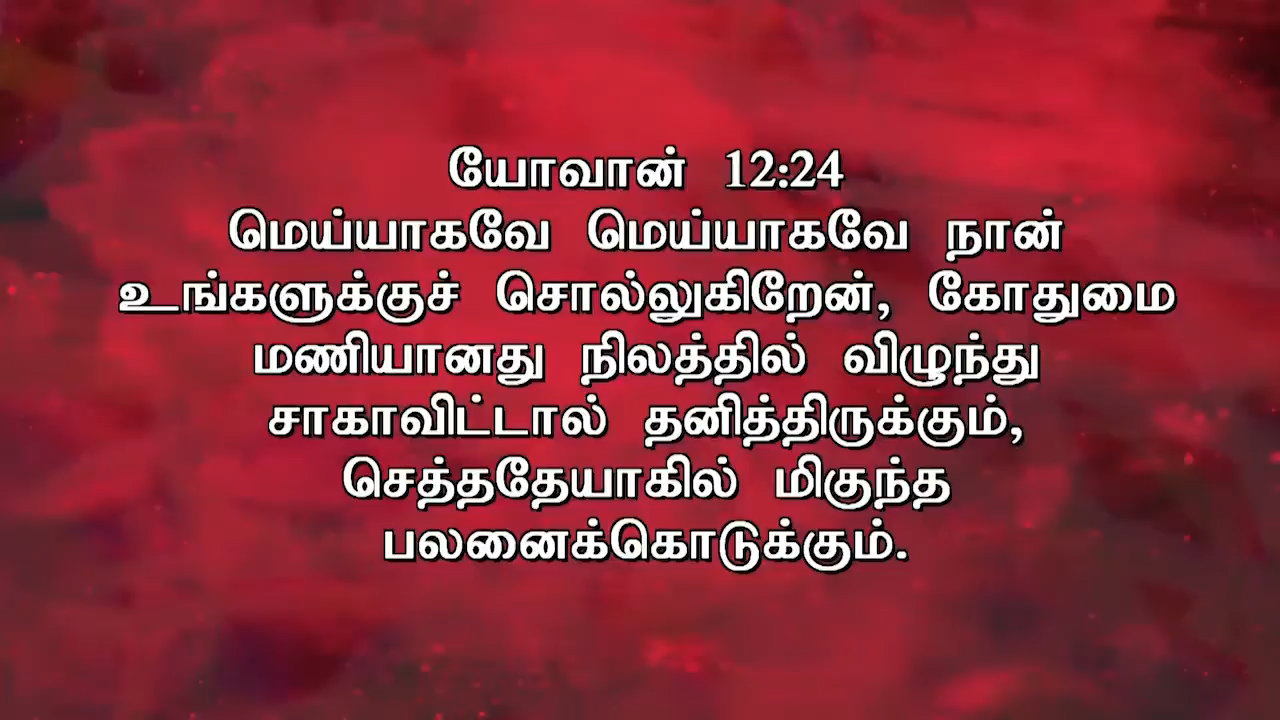 யோவான் 12:24
மெய்யாகவே மெய்யாகவே நான்
உங்களுக்குச் சொல்லுகிறேன், கோதுமை
மணியானது நிலத்தில் விழுந்து
சாகாவிட்டால் தனித்திருக்கும்,
செத்ததேயாகில் மிகுந்த
பலனைக்கொடுக்கும்.